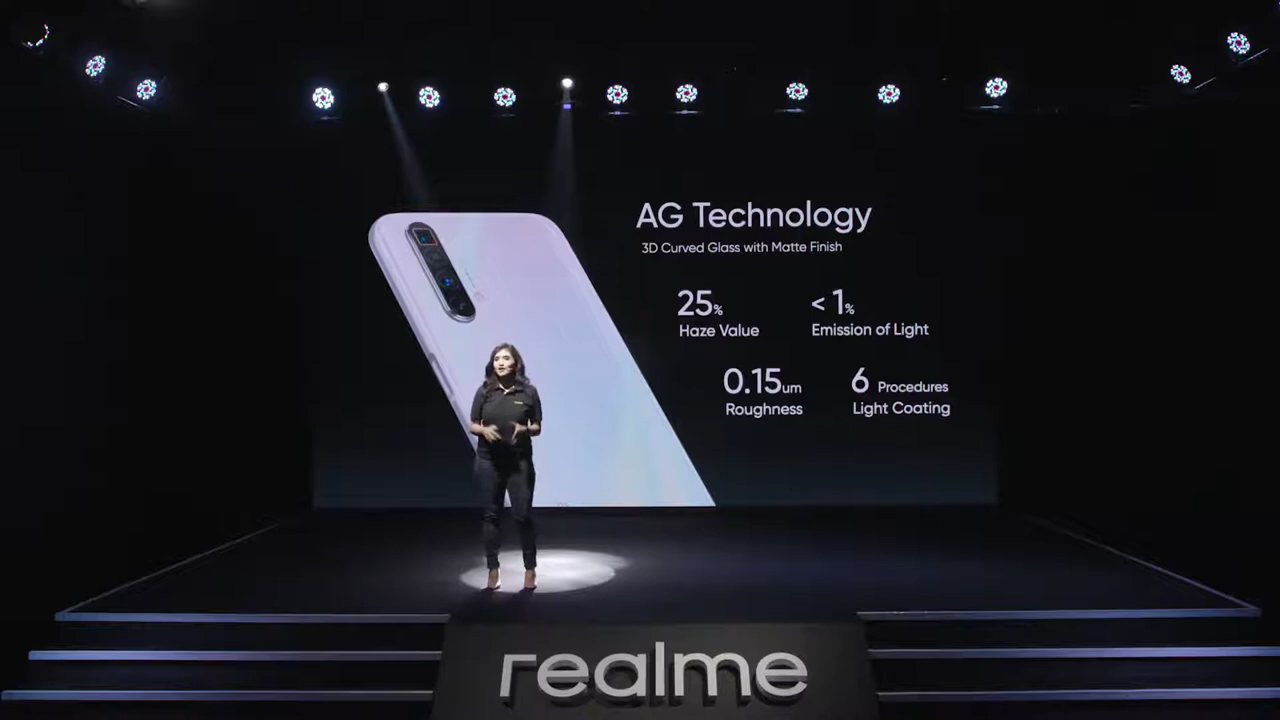 AG Technology
3D Curved Glass with Matte Finish
25%
Haze Value
< 1%
Emission of Light
0.15um
Roughness
6 Procedures
Light Coating
realme